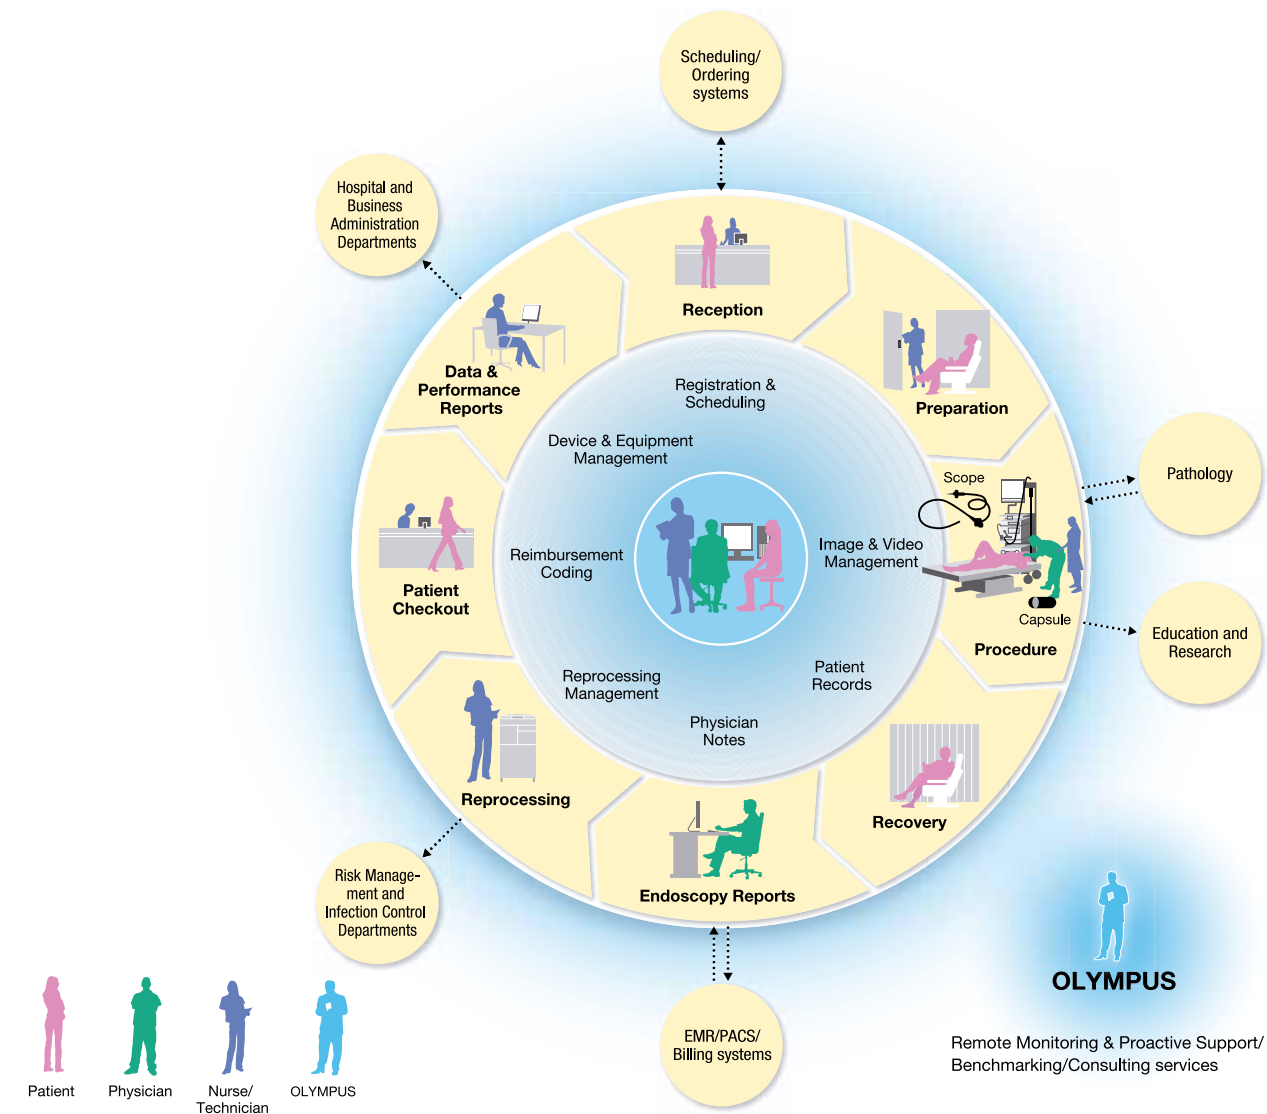 Scheduling/
Ordering
systems
Hospital and
Business
Administration
Departments
Reception
Data &
Performance
Reports
Preparation
Registration &
Scheduling
Device & Equipment
Management
Scope
Pathology
Image & Video
Management
Reimbursement
Coding
Patient
Checkout
Capsule
Procedure
Education and
Research
Reprocessing
Management
Patient
Records
Physician
Notes
Reprocessing
Recovery
Endoscopy Reports
Risk Manage-
ment and
Infection Control
Departments
OLYMPUS
EMR/PACS/
Billing systems
Remote Monitoring & Proactive Support/
Benchmarking/Consulting services
Patient
Physician
Nurse/
Technician
OLYMPUS